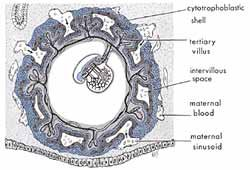 cytotrophoblastic
shell
tertiary
villus
intervillous
space
maternal
blood
maternal
sinusoid